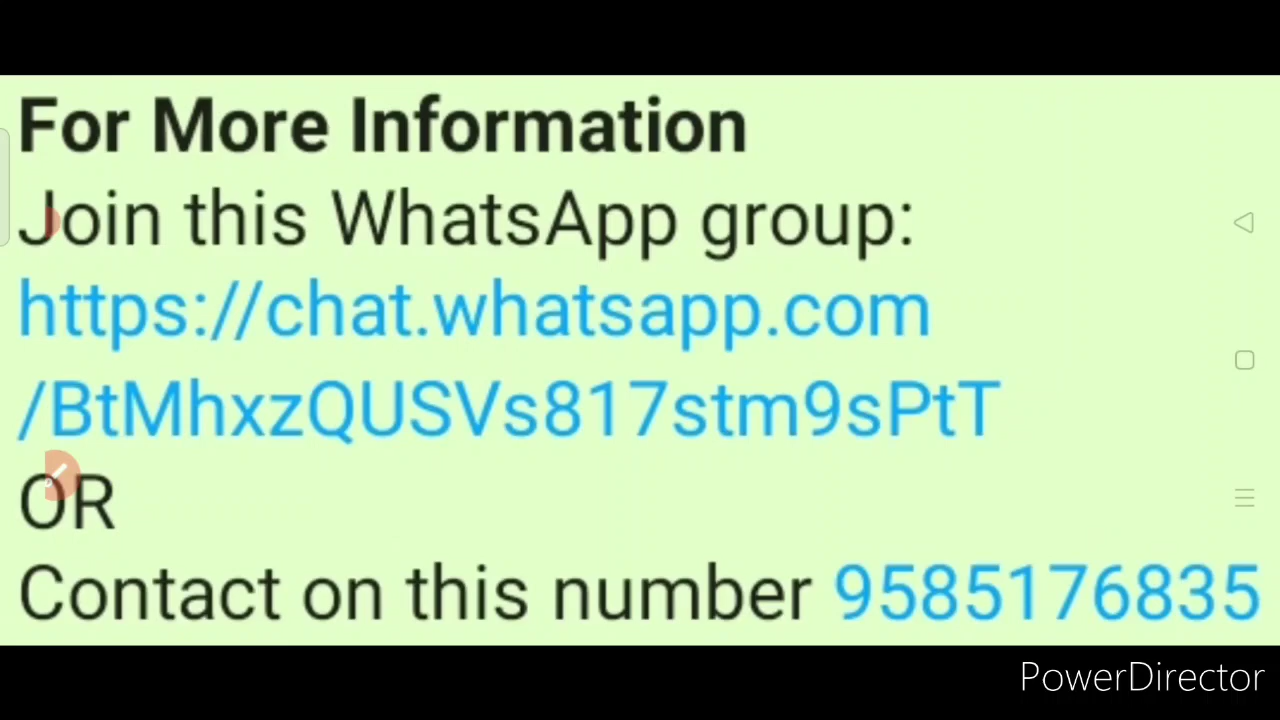 For More Information
Join this WhatsApp group:
https://chat.whatsapp.com
/BtMhxzQUSVs817stm9sPtT
OR
Contact on this number 9585176835
PowerDirector